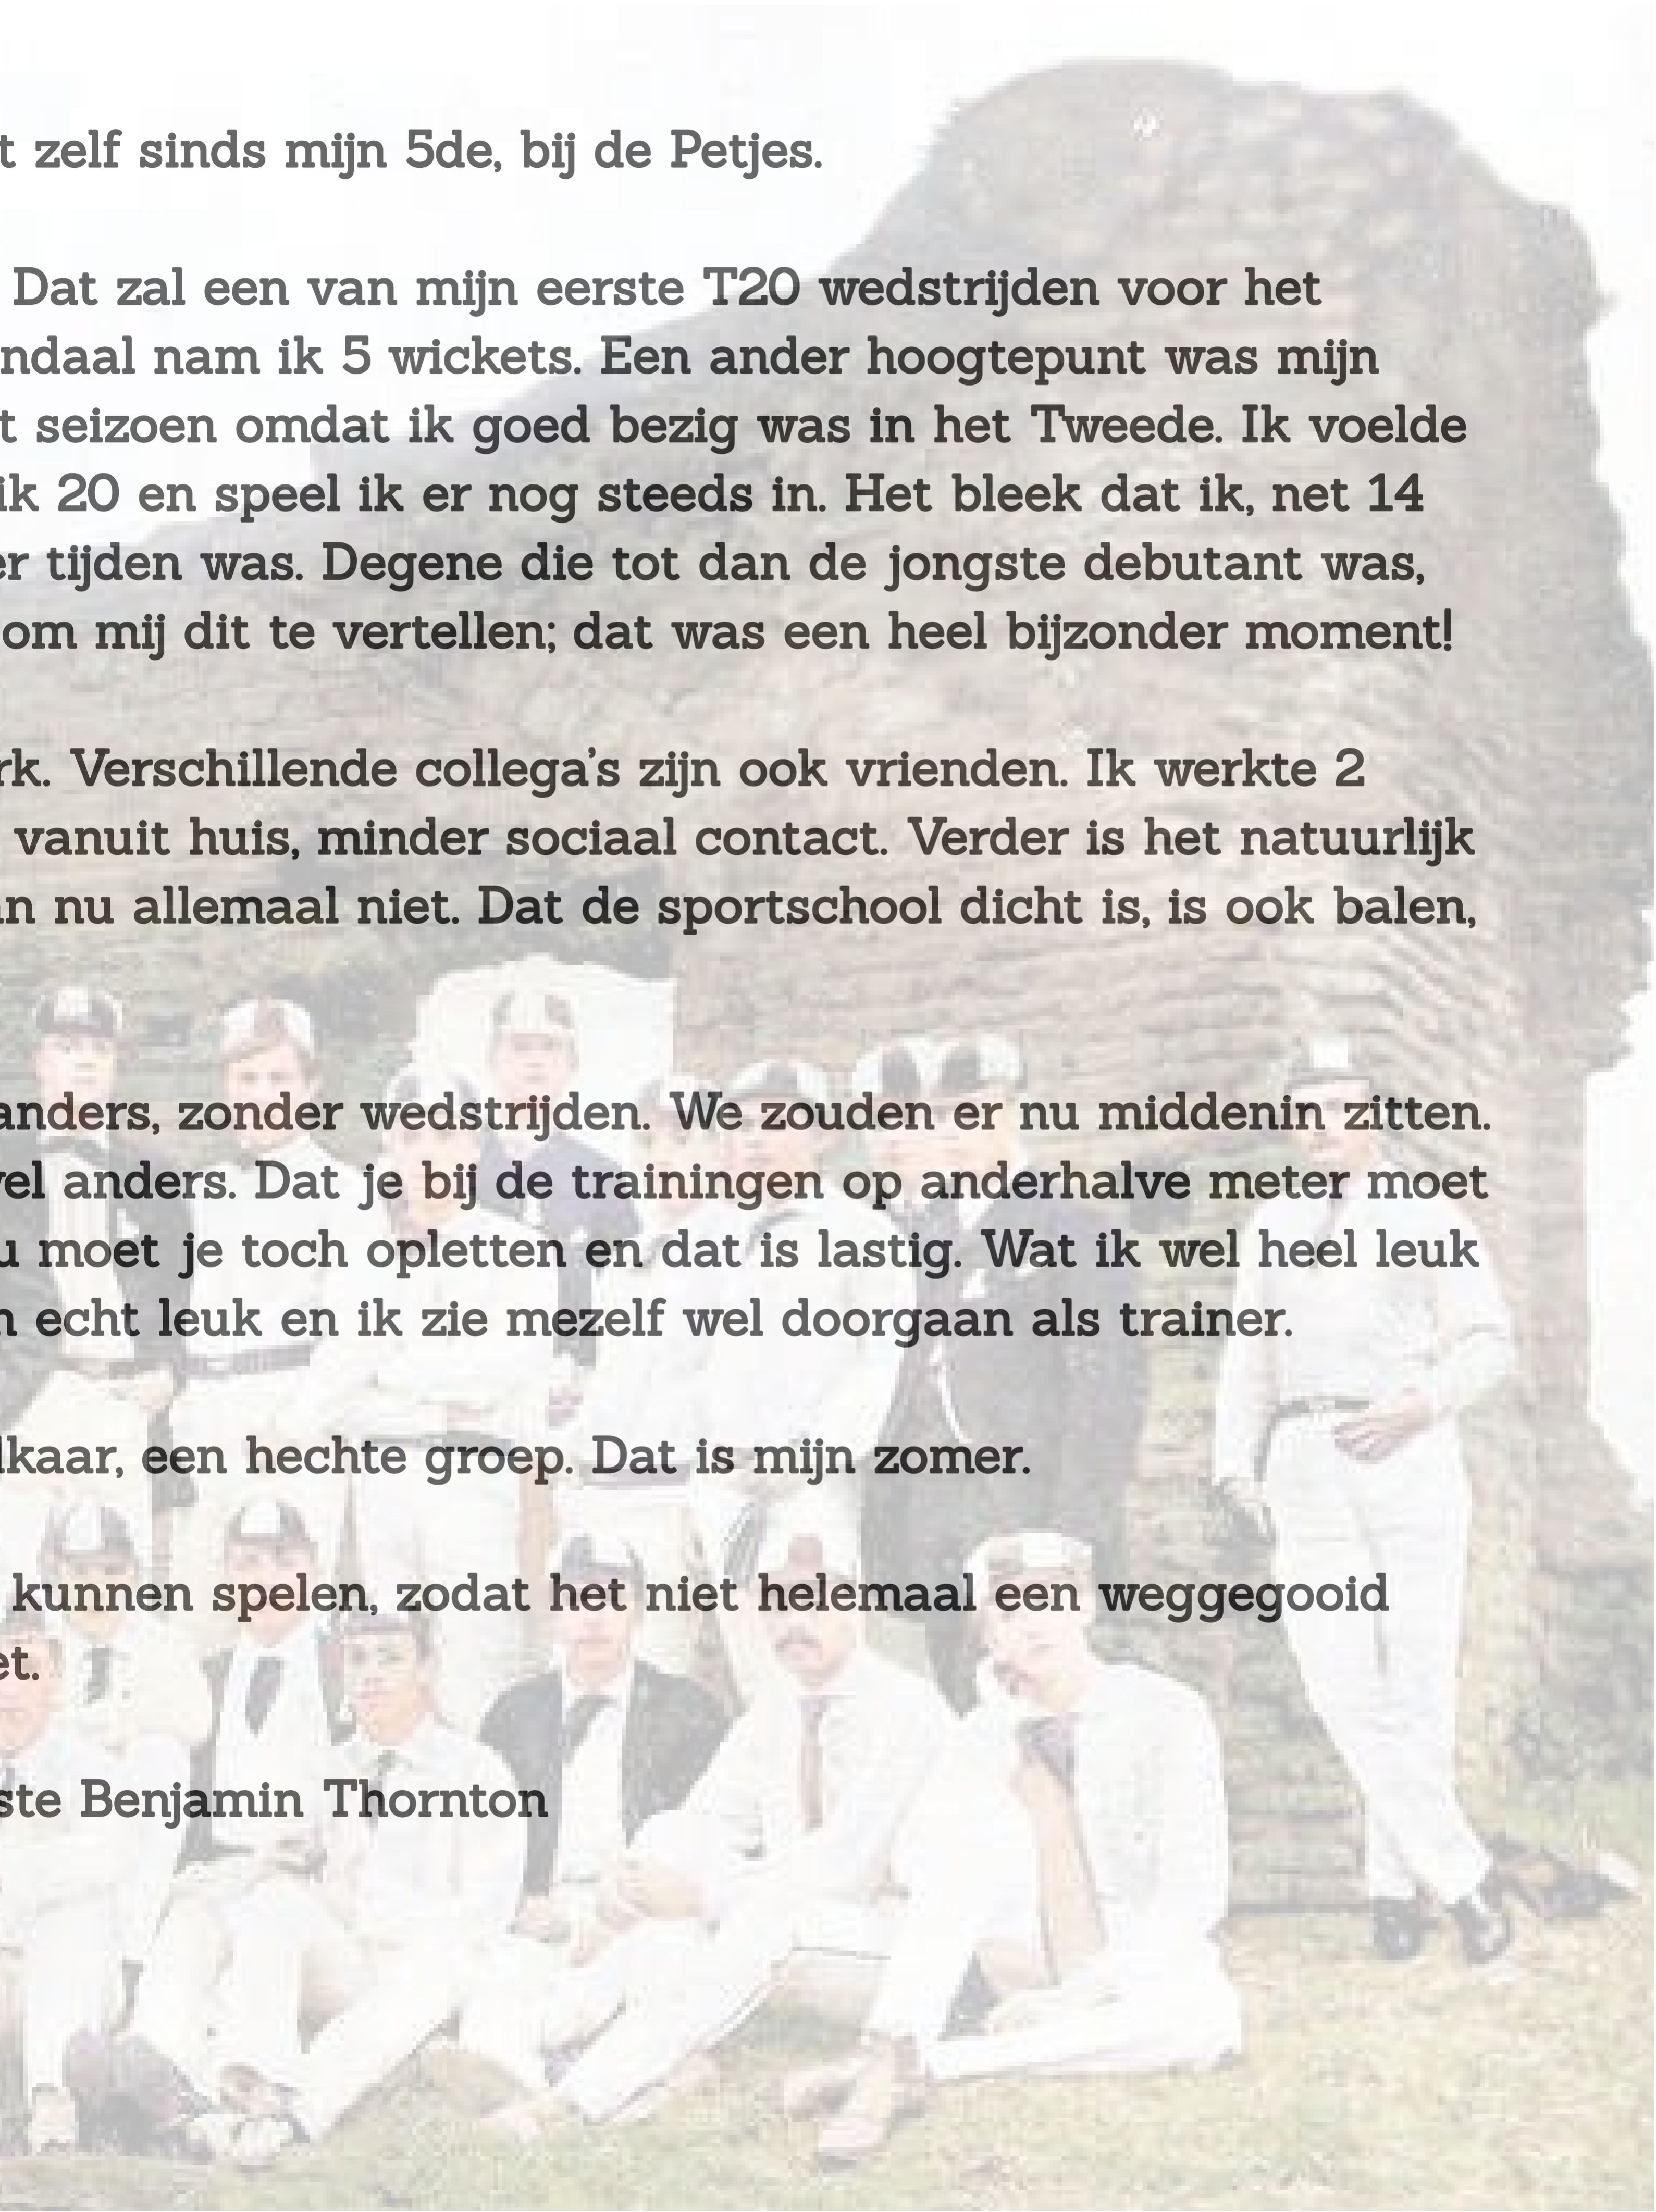 t zelf sinds mijn 5de, bij de Petjes.
Dat zal een van mijn eerste T20 wedstrijden voor het
ndaal nam ik 5 wickets. Een ander hoogtepunt was mijn
t seizoen omdat ik goed bezig was in het Tweede. Ik voelde
ik 20 en speel ik er nog steeds in. Het bleek dat ik, net 14
er tijden was. Degene die tot dan de jongste debutant was,
om mij dit te vertellen; dat was een heel bijzonder moment!
rk. Verschillende collega's zijn ook vrienden. Ik werkte 2
vanuit huis, minder sociaal contact. Verder is het natuurlijk
an nu allemaal niet. Dat de sportschool dicht is, is ook balen,
anders, zonder wedstrijden. We zouden er nu middenin zitten.
vel anders. Dat je bij de trainingen op anderhalve meter moet
u moet je toch opletten en dat is lastig. Wat ik wel heel leuk
n echt leuk en ik zie mezelf wel doorgaan als trainer.
lkaar, een hechte groep. Dat is mijn zomer.
kunnen spelen, zodat het niet helemaal een weggegooid
et.
ste Benjamin Thornton